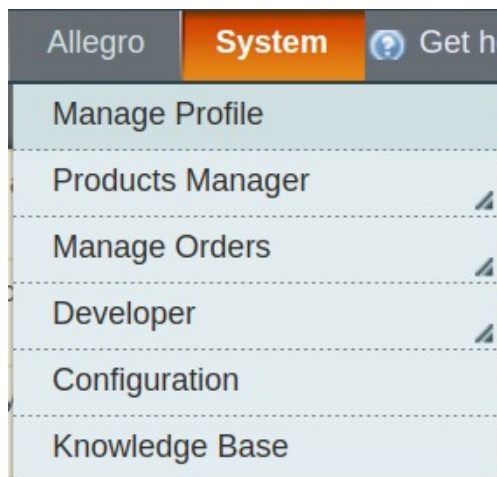 Allegro System Get h
Manage Profile
Products Manager
Manage Orders
Developer
Configuration
Knowledge Base